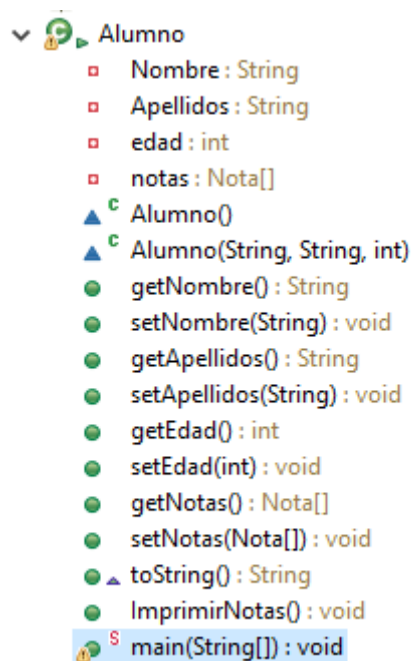 Alumno
Nombre : String
Apellidos : String
edad : int
notas : Nota[]
C Alumno()
C Alumno(String, String, int)
getNombre() : String
setNombre(String) : void
getApellidos() : String
setApellidos(String) : void
getEdad() : int
setEdad(int) : void
getNotas() : Nota[]
setNotas(Nota[]) : void
toString() : String
ImprimirNotas() : void
S main(String[]) : void